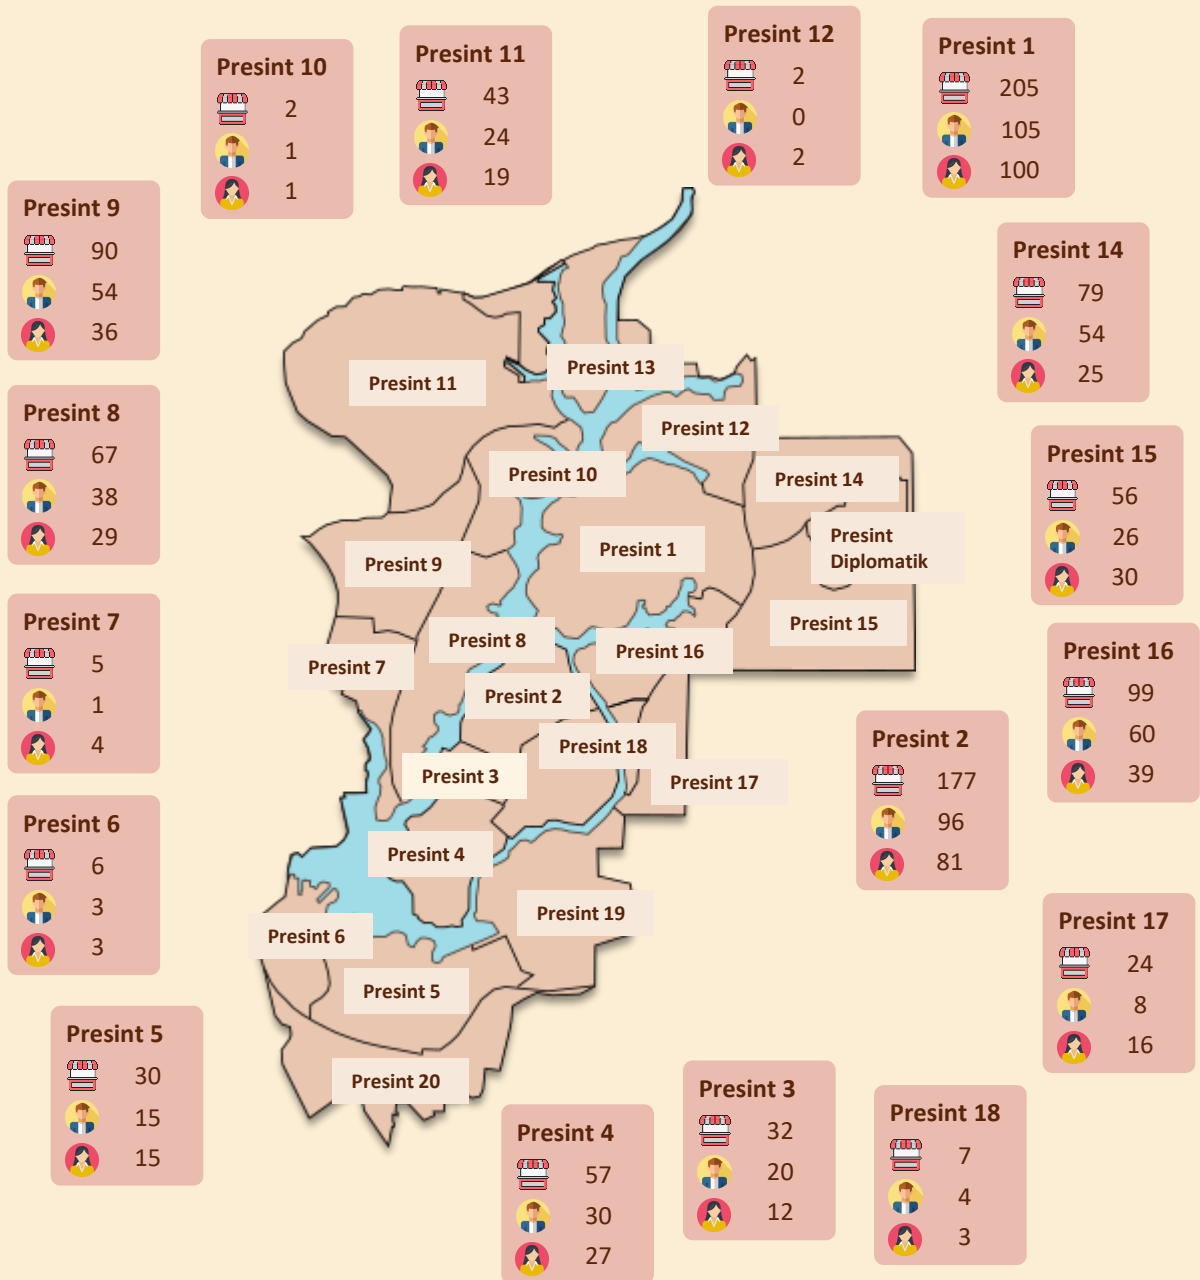 Presint 10
2
1
1
Presint 11
43
24
19
Presint 12
2
0
2
Presint 1
205
105
100
Presint 9
90
54
36
Presint 14
79
54
25
Presint 8
67
38
29
Presint 15
56
26
30
Presint 7
5
1
4
Presint 16
99
60
39
Presint 2
177
96
81
Presint 6
6
3
3
Presint 17
24
8
16
Presint 5
30
15
15
Presint 4
57
30
27
Presint 3
32
20
12
Presint 18
7
4
3
Presint 13
Presint 11
Presint 12
Presint 10
Presint 14
Presint
Diplomatik
Presint 1
Presint 9
Presint 15
Presint 8
Presint 16
Presint 7
Presint 2
Presint 18
Presint 3
Presint 17
Presint 4
Presint 19
Presint 6
Presint 5
Presint 20